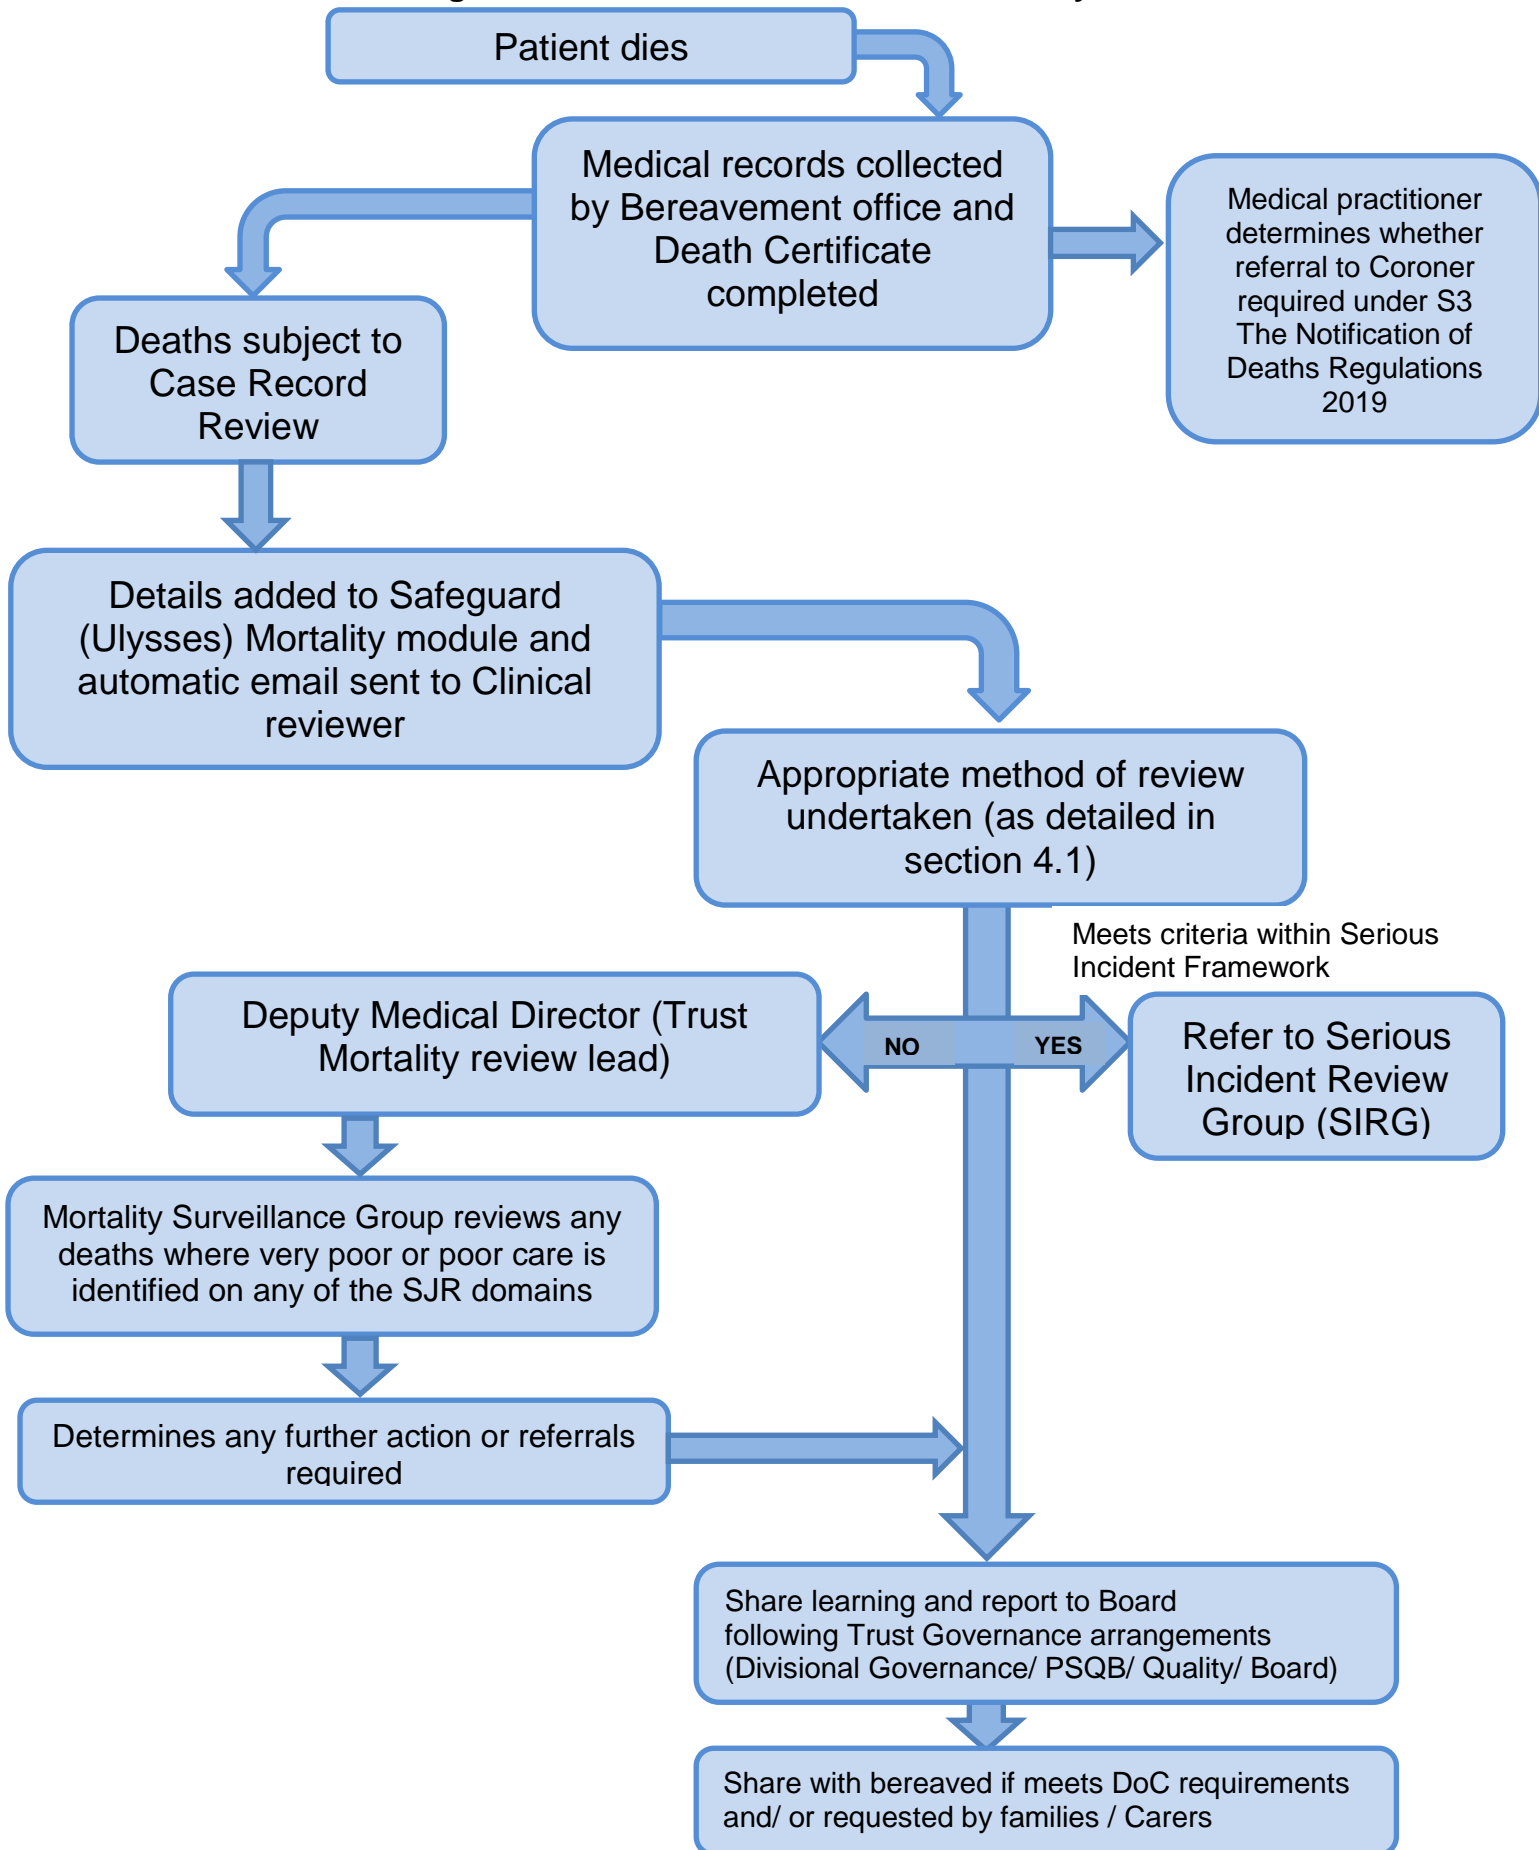 Patient dies
Medical records collected
by Bereavement office and
Death Certificate
completed
Medical practitioner
determines whether
referral to Coroner
required under S3
The Notification of
Deaths Regulations
2019
Deaths subject to
Case Record
Review
Details added to Safeguard
(Ulysses) Mortality module and
automatic email sent to Clinical
reviewer
Appropriate method of review
undertaken (as detailed in
section 4.1)
Meets criteria within Serious
Incident Framework
Deputy Medical Director (Trust
Mortality review lead)
NO
YES
Refer to Serious
Incident Review
Group (SIRG)
Mortality Surveillance Group reviews any
deaths where very poor or poor care is
identified on any of the SJR domains
Determines any further action or referrals
required
Share learning and report to Board
following Trust Governance arrangements
(Divisional Governance/ PSQB/ Quality/ Board)
Share with bereaved if meets DoC requirements
and/ or requested by families / Carers